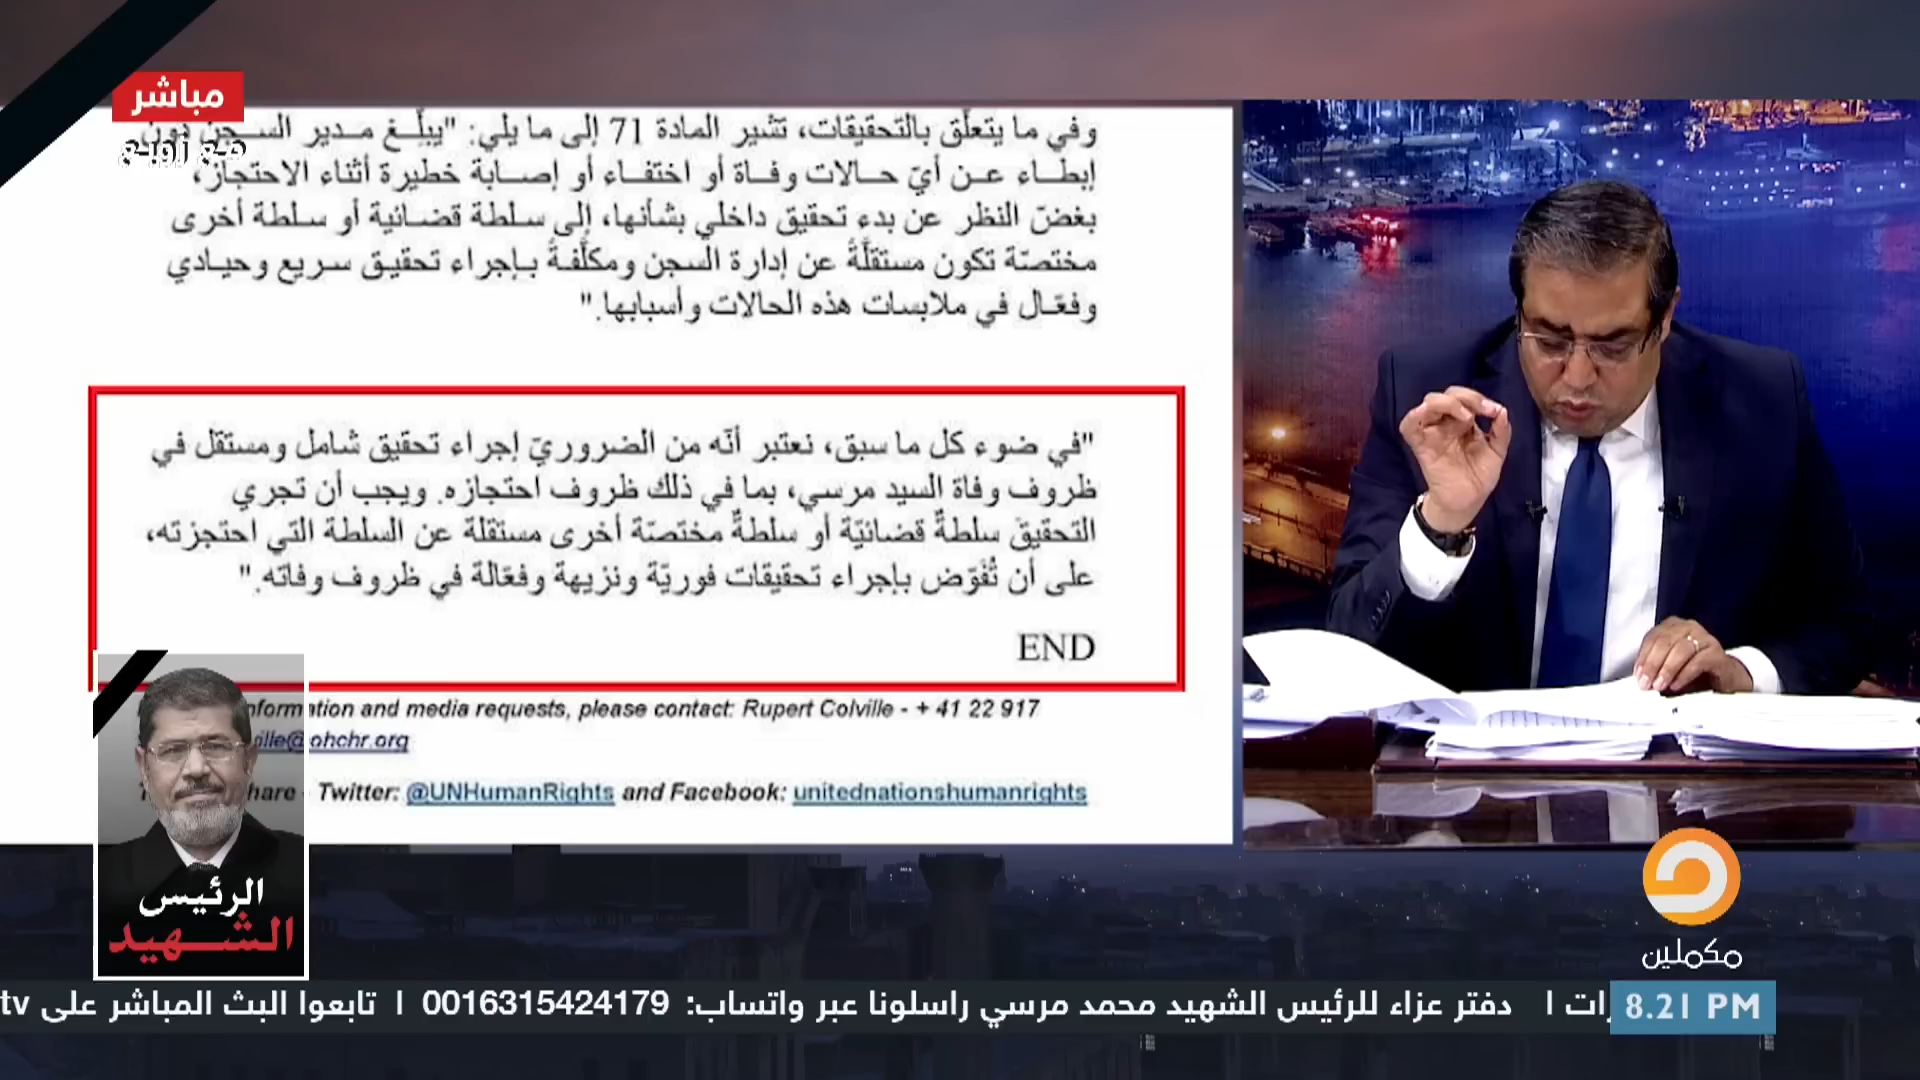 مباشر
وفي ما يتعلّق بالتحقيقات، تشير المادة 71 إلى ما يلي: "يبلّغ مدير السجن دون
إبطاء عن أيّ حالات وفاة أو اختفاء أو إصابة خطيرة أثناء الاحتجاز،
بغضّ النظر عن بدء تحقيق داخلي بشأنها، إلى سلطة قضائية أو سلطة أخرى
مختصّة تكون مستقلّةً عن إدارة السجن ومكلّفةً بإجراء تحقيق سريع وحيادي
وفعّال في ملابسات هذه الحالات وأسبابها."
"في ضوء كل ما سبق، نعتبر أنّه من الضروريّ إجراء تحقيق شامل ومستقل في
ظروف وفاة السيد مرسي، بما في ذلك ظروف احتجازه. ويجب أن تجري
التحقيقَ سلطةٌ قضائيّة أو سلطةٌ مختصّة أخرى مستقلة عن السلطة التي احتجزته،
على أن تُفَوّض بإجراء تحقيقات فوريّة ونزيهة وفعّالة في ظروف وفاته."
END
information and media requests, please contact: Rupert Colville - + 41 22 917
ville@ohchr.org
hare - Twitter: @UNHumanRights and Facebook: unitednationshumanrights
الرئيس
الشهيد
مكملين
8.21 PM
رات | دفتر عزاء للرئيس الشهيد محمد مرسي راسلونا عبر واتساب: 0016315424179 | تابعوا البث المباشر على tv